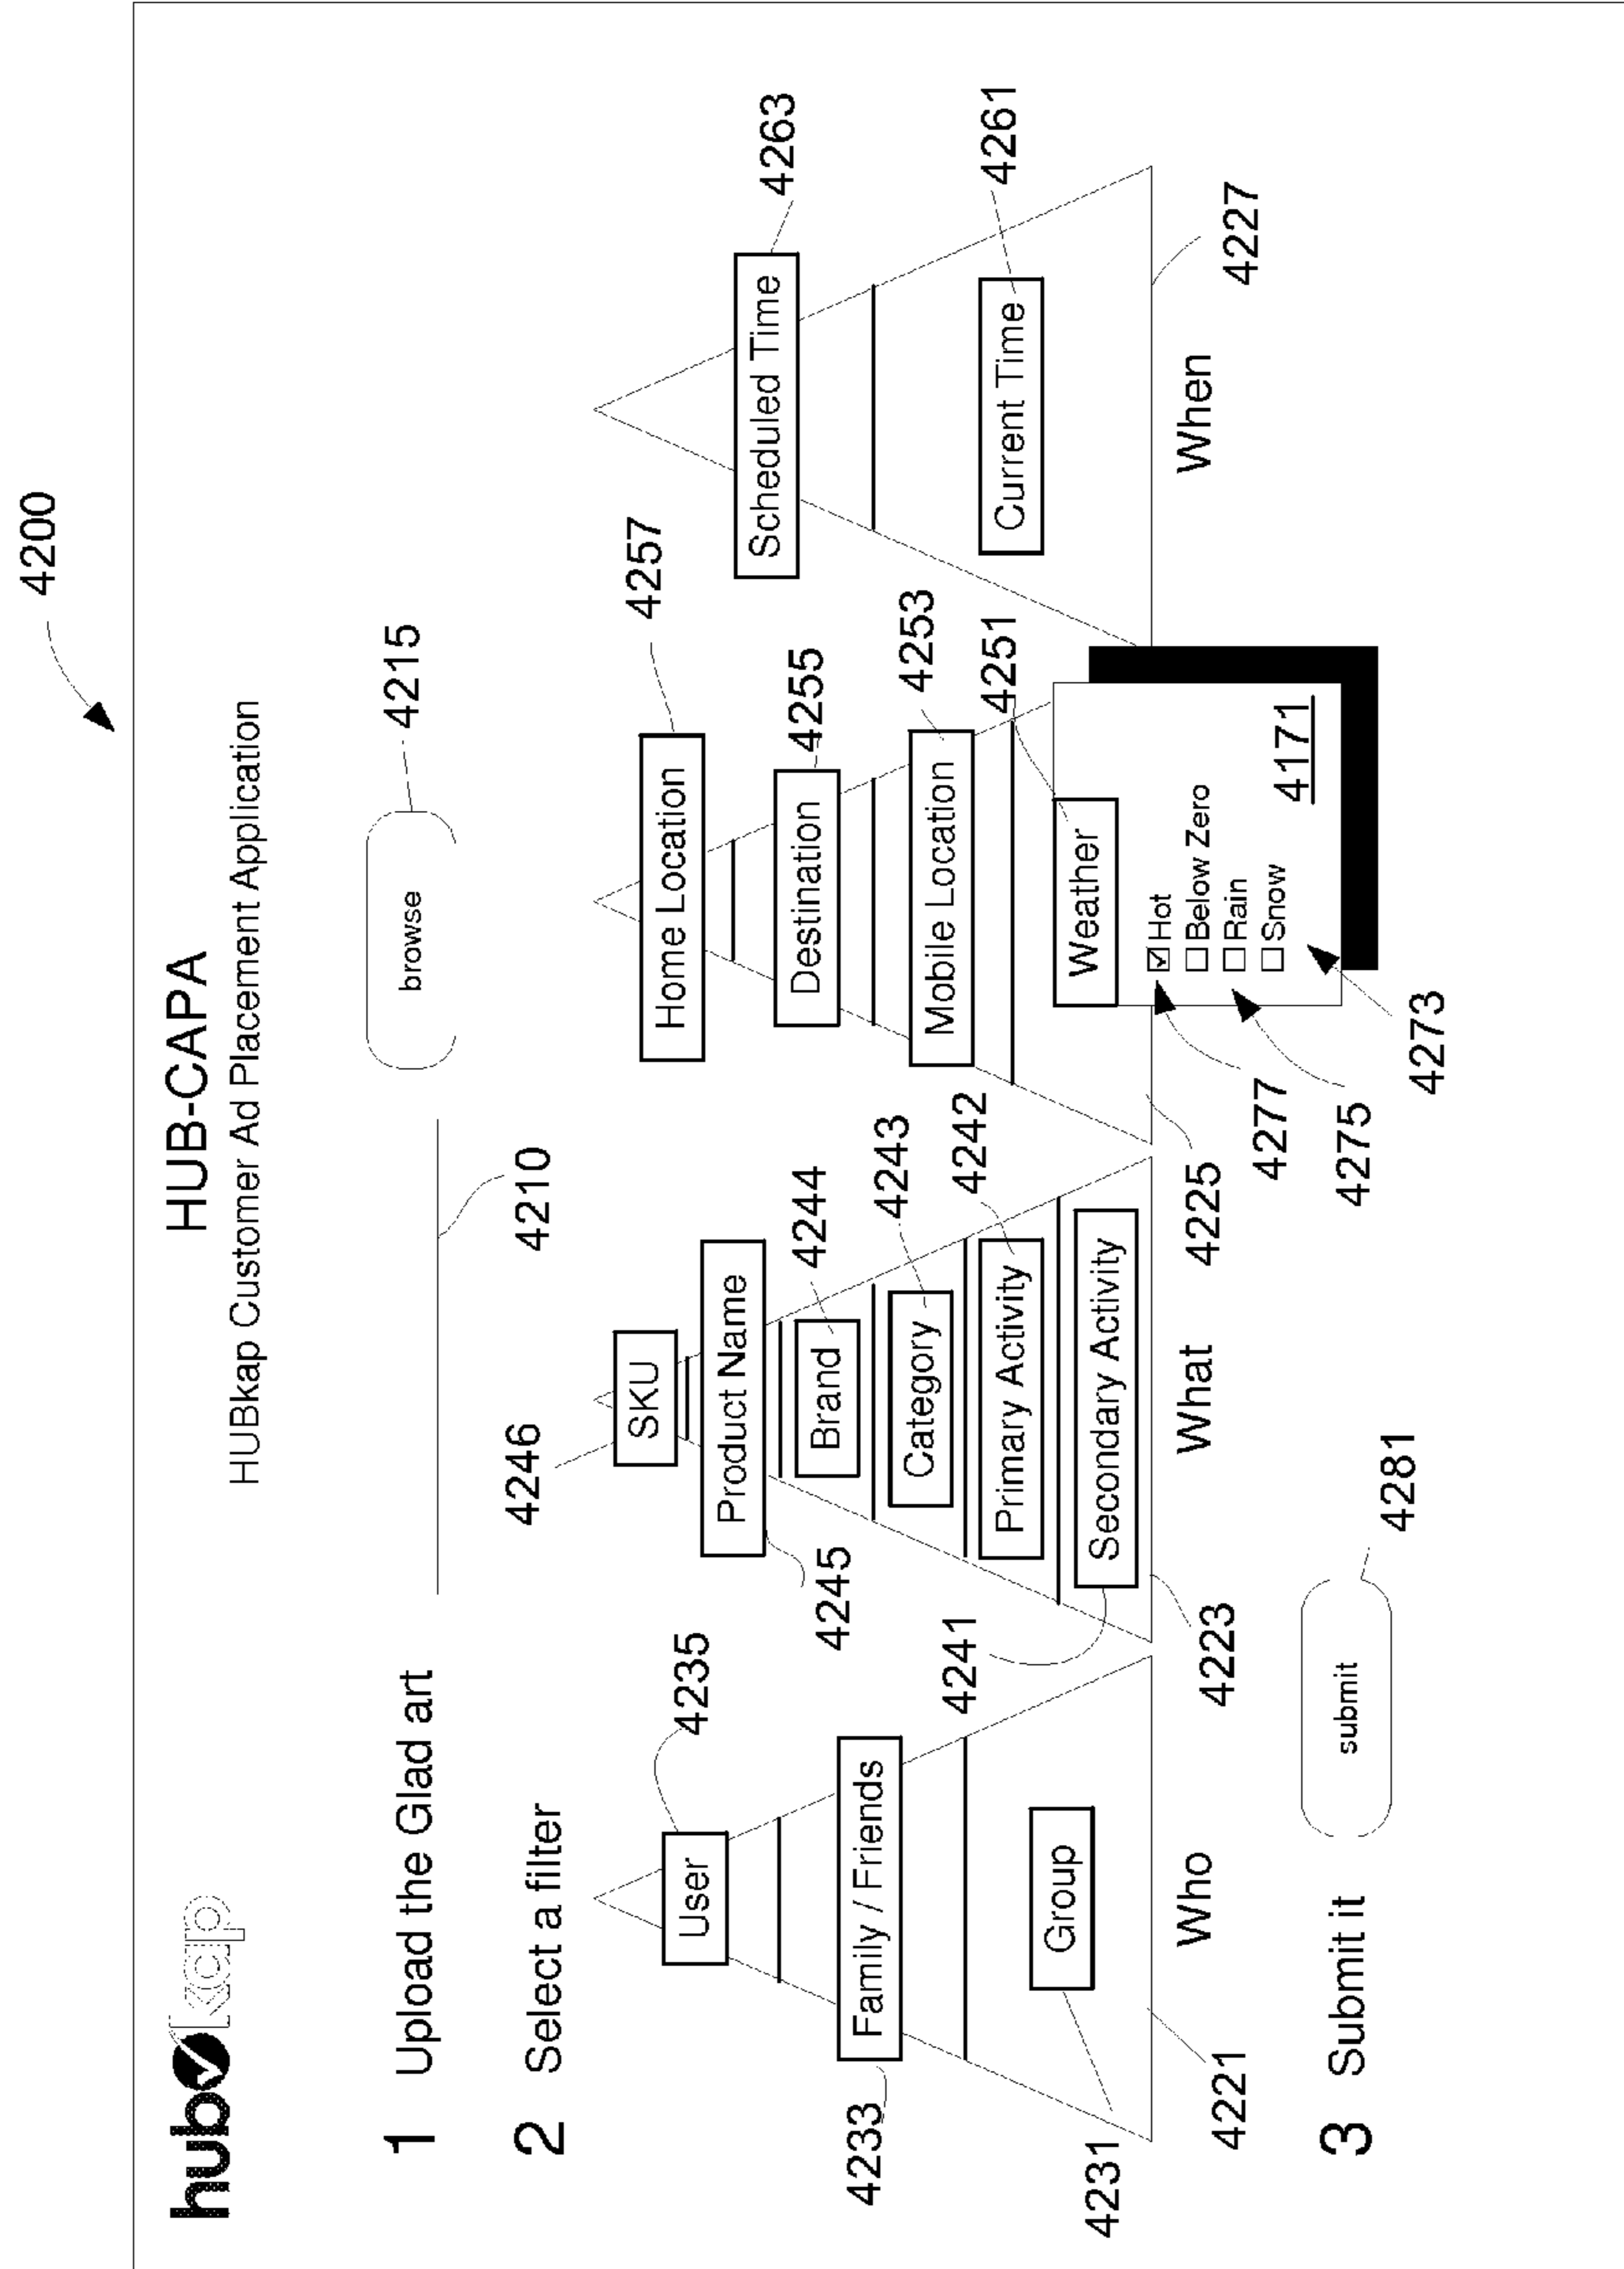 4200
hub kap
HUB-CAPA
HUBkap Customer Ad Placement Application
1 Upload the Glad art
browse
4215
4210
2 Select a filter
User
4235
Family / Friends
4233
Group
4231
Who
4221
SKU
4246
Product Name
4245
Brand
4244
Category
4243
Primary Activity
4242
Secondary Activity
4241
What
4223
Home Location
4257
Destination
4255
Mobile Location
4253
Weather
4251
Hot
Below Zero
Rain
Snow
4171
4225
4277
4275
4273
Scheduled Time
4263
Current Time
4261
When
4227
3 Submit it
submit
4281